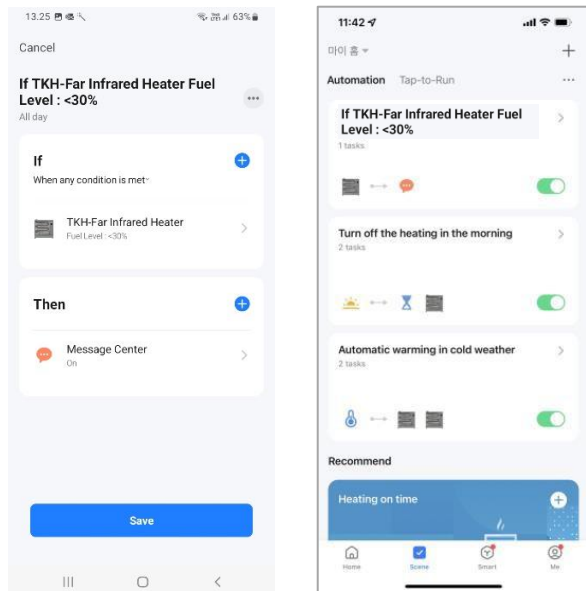 13.25
63%
Cancel
If TKH-Far Infrared Heater Fuel
Level : <30%
All day
If
When any condition is met
TKH-Far Infrared Heater
Fuel Level : <30%
Then
Message Center
On
Save
11:42
마이 홈
Automation Tap-to-Run
If TKH-Far Infrared Heater Fuel
Level : <30%
1 tasks
Turn off the heating in the morning
2 tasks
Automatic warming in cold weather
2 tasks
Recommend
Heating on time
Home Scene Smart Me